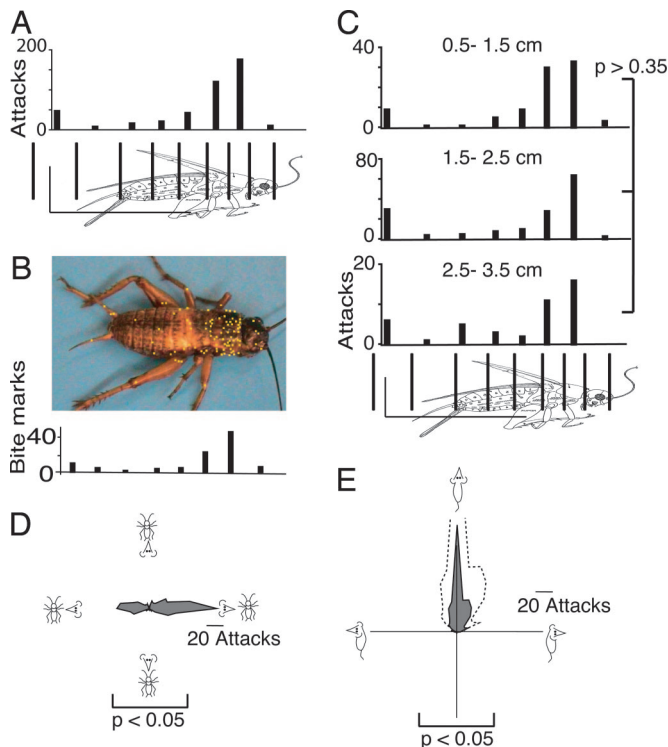 A
200
Attacks
0
B
Bite marks
40
0
C
40
0.5- 1.5 cm
p > 0.35
0
80
1.5- 2.5 cm
0
20
2.5- 3.5 cm
Attacks
0
D
20 Attacks
p < 0.05
E
20 Attacks
p < 0.05